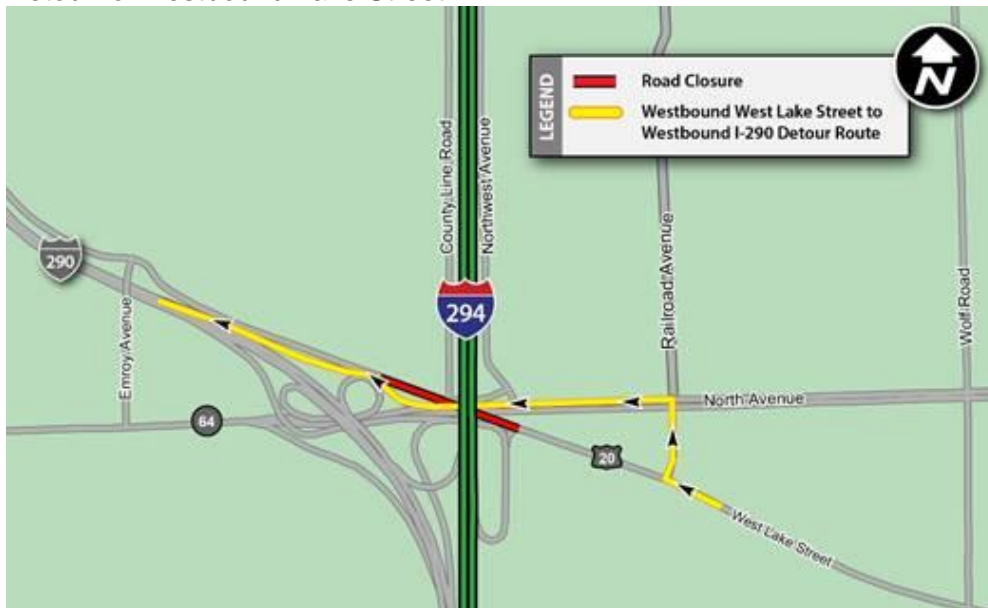 LEGEND
Road Closure
Westbound West Lake Street to
Westbound I-290 Detour Route
N
County Line Road
Northwest Avenue
Railroad Avenue
Wolf Road
290
294
Emroy Avenue
North Avenue
64
20
West Lake Street